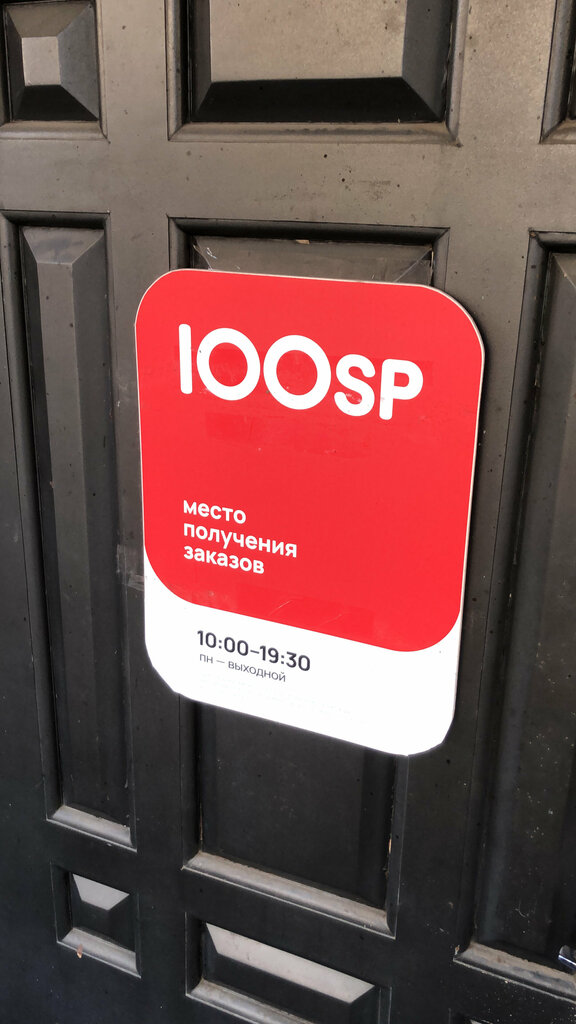 100SP
место
получения
заказов
10:00–19:30
пн — выходной